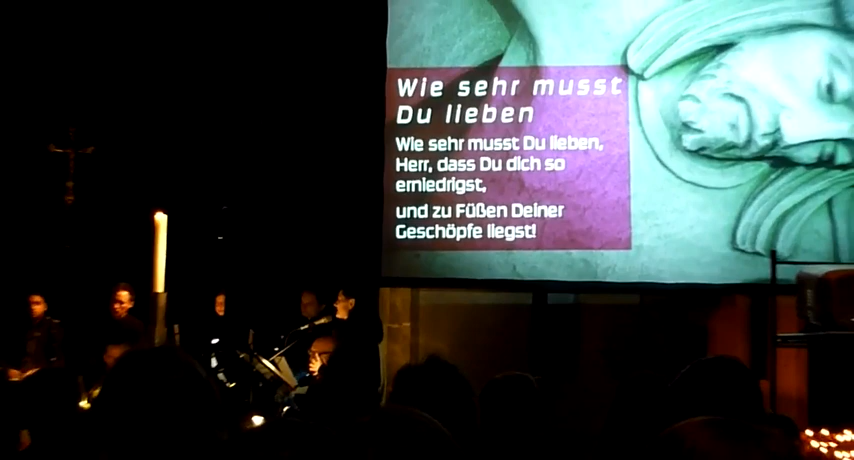 Wie sehr musst
Du lieben
Wie sehr musst Du lieben,
Herr, dass Du dich so
erniedrigst,
und zu Füßen Deiner
Geschöpfe liegst!